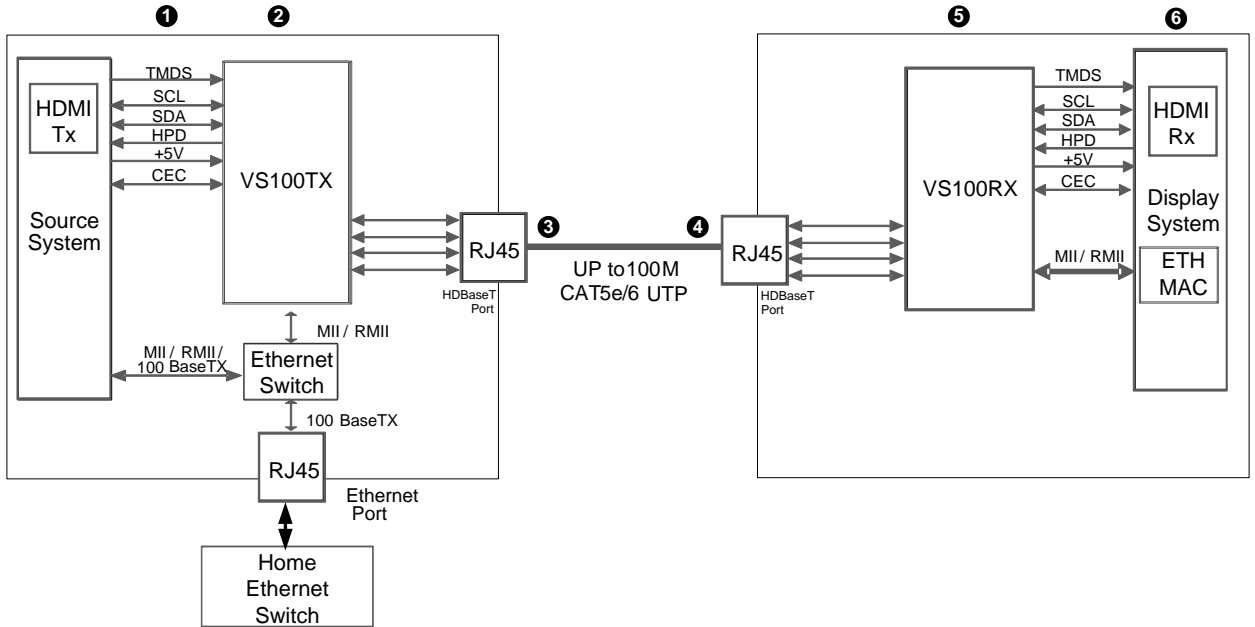 ❶
❷
❺
❻
HDMI
Tx
Source
System
TMDS
SCL
SDA
HPD
+5V
CEC
VS100TX
MII / RMII
MII / RMII /
100 BaseTX
Ethernet
Switch
100 BaseTX
RJ45
Ethernet
Port
Home
Ethernet
Switch
RJ45
HDBaseT
Port
❸
❹
UP to100M
CAT5e/6 UTP
RJ45
HDBaseT
Port
VS100RX
TMDS
SCL
SDA
HPD
+5V
CEC
MII / RMII
HDMI
Rx
Display
System
ETH
MAC